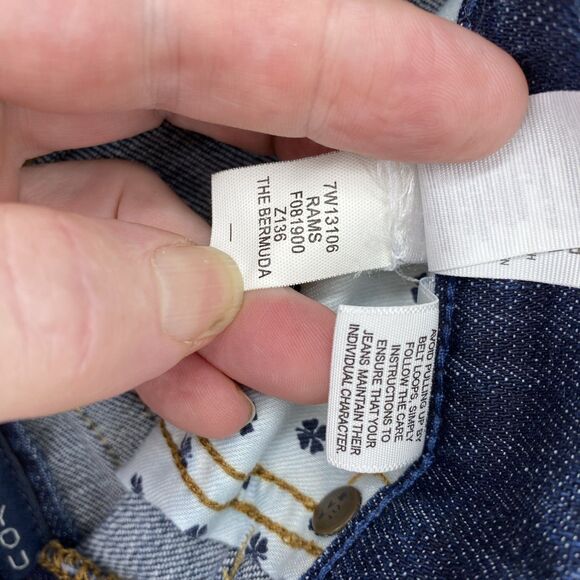 7W13106
RAMS
F081900
Z136
THE BERMUDA
AVOID PULLING UP BY
BELT LOOPS, SIMPLY
FOLLOW THE CARE
INSTRUCTIONS TO
ENSURE THAT YOUR
JEANS MAINTAIN THEIR
INDIVIDUAL CHARACTER.
YOU